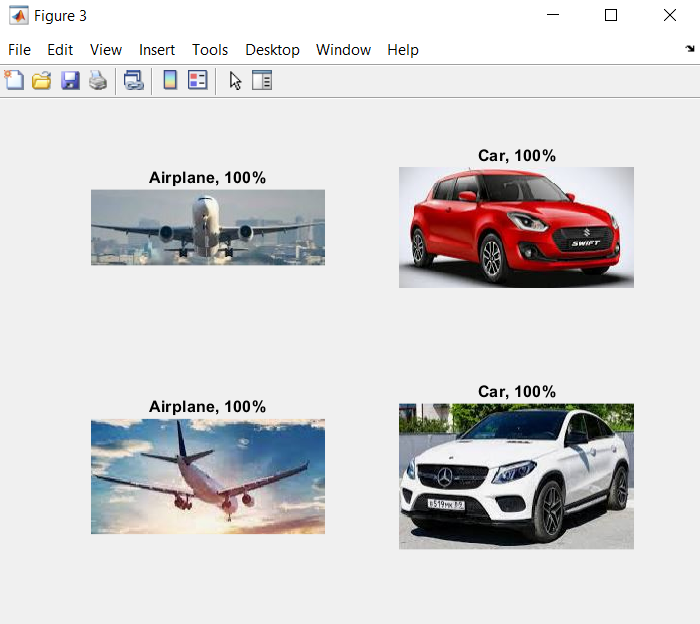 Figure 3
File Edit View Insert Tools Desktop Window Help
Airplane, 100%
Car, 100%
SWIFT
Airplane, 100%
Car, 100%